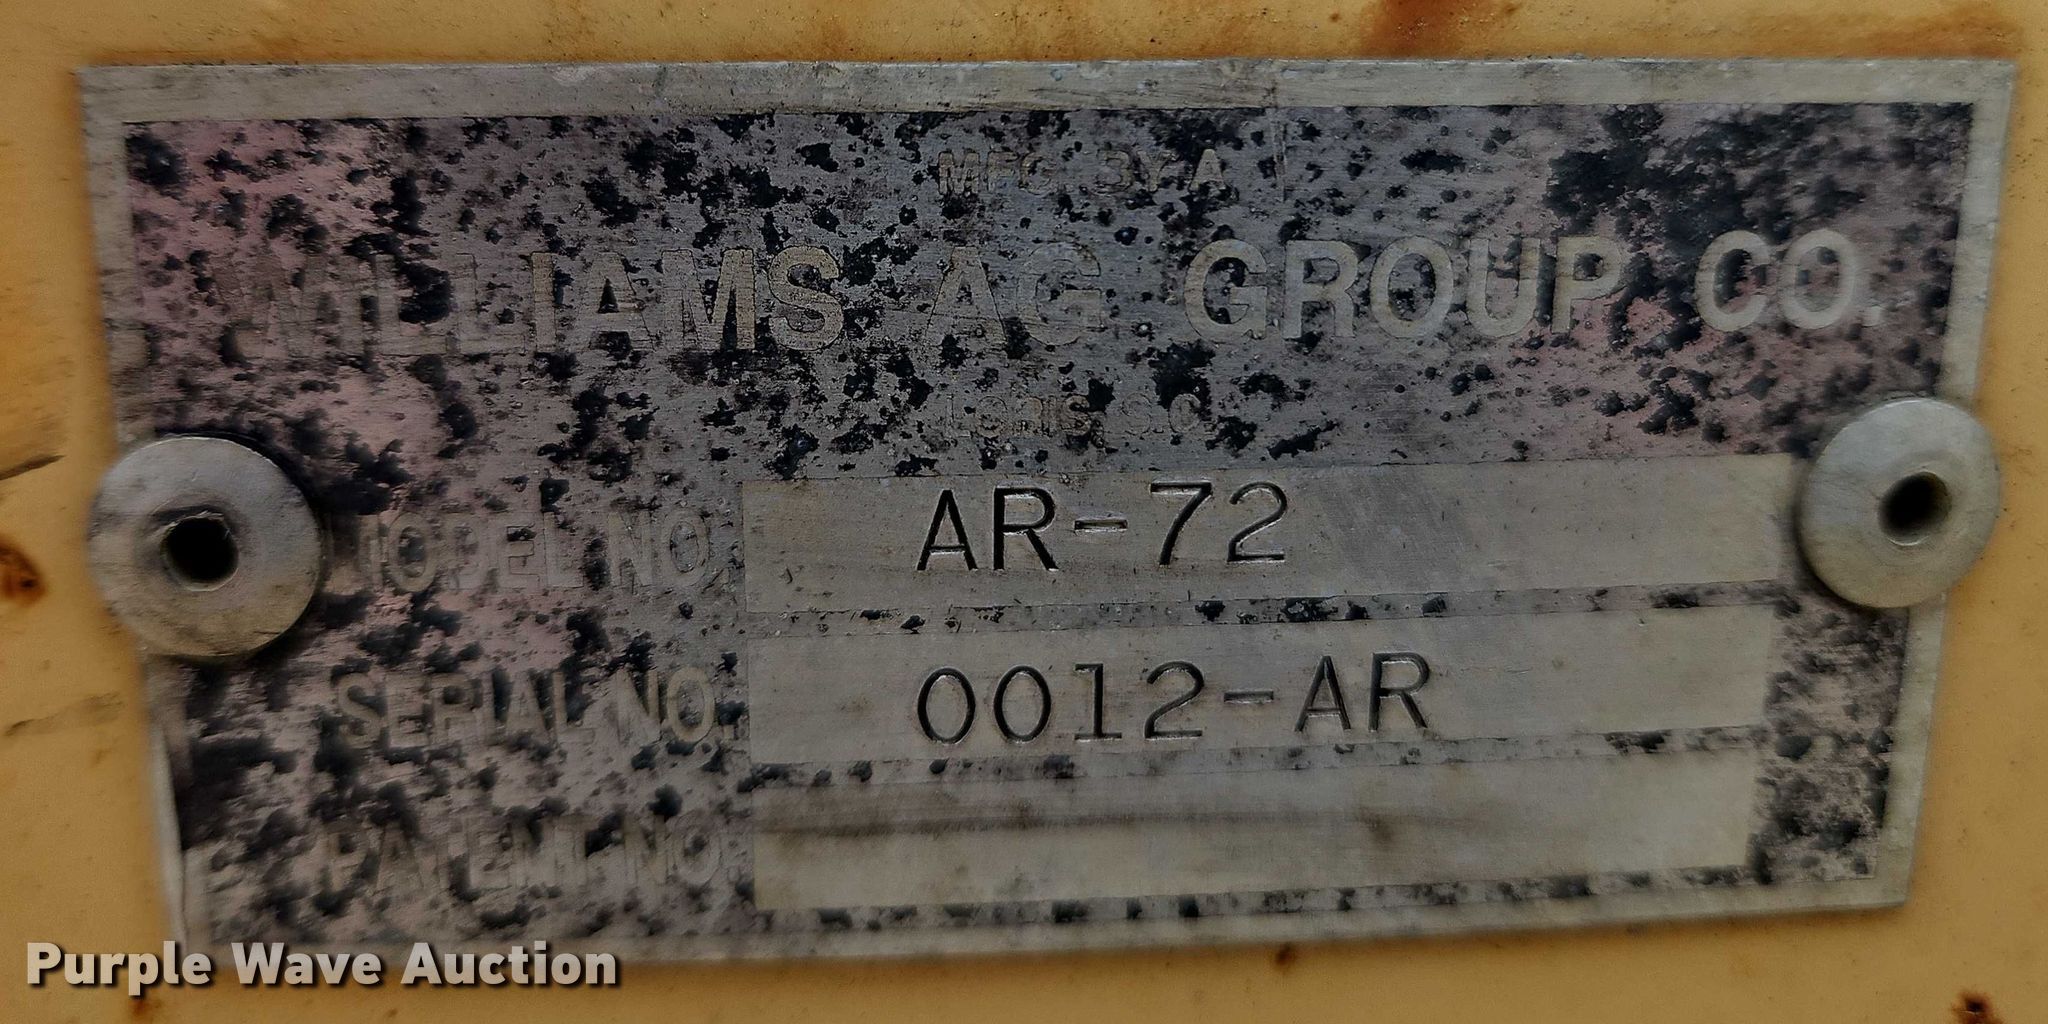 MFG BY A
WILLIAMS AG GROUP CO.
S.C.
MODEL NO. AR-72
SERIAL NO. 0012-AR
PATENT NO.
Purple Wave Auction